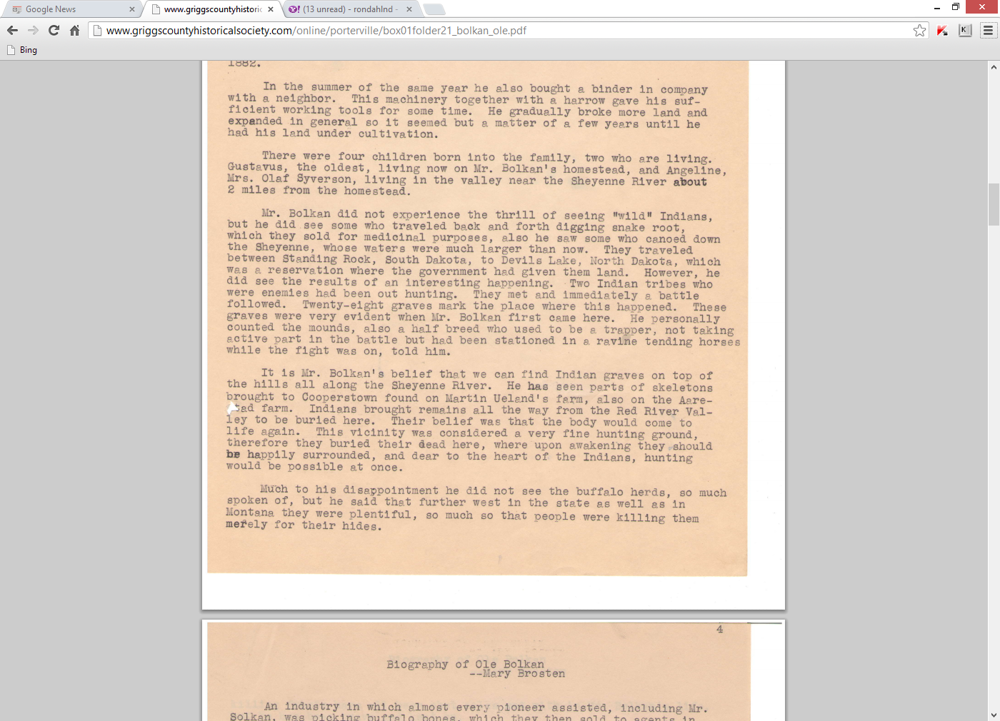 Google News
www.griggscountyhistoric
(13 unread) - rondahlnd -
www.griggscountyhistoricalsociety.com/online/porterville/box01folder21_bolkan_ole.pdf
Bing
1882.
In the summer of the same year he also bought a binder in company
with a neighbor. This machinery together with a harrow gave his suf-
ficient working tools for some time. He gradually broke more land and
expanded in general so it seemed but a matter of a few years until he
had his land under cultivation.
There were four children born into the family, two who are living.
Gustavus, the oldest, living now on Mr. Bolkan's homestead, and Angeline,
Mrs. Olaf Syverson, living in the valley near the Sheyenne River about
2 miles from the homestead.
Mr. Bolkan did not experience the thrill of seeing "wild" Indians,
but he did see some who traveled back and forth digging snake root,
which they sold for medicinal purposes, also he saw some who canoed down
the Sheyenne, whose waters were much larger than now. They traveled
between Standing Rock, South Dakota, to Devils Lake, North Dakota, which
was a reservation where the government had given them land. However, he
did see the results of an interesting happening. Two Indian tribes who
were enemies had been out hunting. They met and immediately a battle
followed. Twenty-eight graves mark the place where this happened. These
graves were very evident when Mr. Bolkan first came here. He personally
counted the mounds, also a half breed who used to be a trapper, not taking
active part in the battle but had been stationed in a ravine tending horses
while the fight was on, told him.
It is Mr. Bolkan's belief that we can find Indian graves on top of
the hills all along the Sheyenne River. He has seen parts of skeletons
brought to Cooperstown found on Martin Ueland's farm, also on the Aare-
farm. Indians brought remains all the way from the Red River Val-
ley to be buried here. Their belief was that the body would come to
life again. This vicinity was considered a very fine hunting ground,
therefore they buried their dead here, where upon awakening they should
be happily surrounded, and dear to the heart of the Indians, hunting
would be possible at once.
Much to his disappointment he did not see the buffalo herds, so much
spoken of, but he said that further west in the state as well as in
Montana they were plentiful, so much so that people were killing them
merely for their hides.
4
Biography of Ole Bolkan
--Mary Brosten
An industry in which almost every pioneer assisted, including Mr.
Bolkan, was picking buffalo bones, which they then sold to agents in